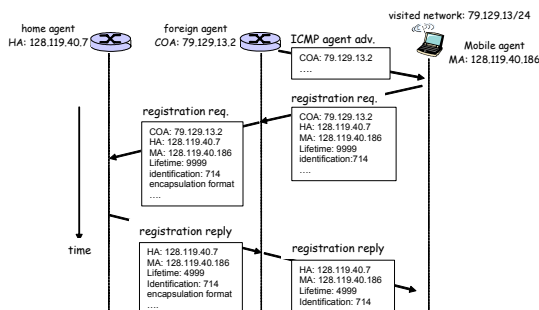 visited network: 79.129.13/24
home agent
HA: 128.119.40.7
foreign agent
COA: 79.129.13.2
ICMP agent adv.
COA: 79.129.13.2
….
Mobile agent
MA: 128.119.40.186
registration req.
COA: 79.129.13.2
HA: 128.119.40.7
MA: 128.119.40.186
Lifetime: 9999
identification:714
….
registration req.
COA: 79.129.13.2
HA: 128.119.40.7
MA: 128.119.40.186
Lifetime: 9999
identification: 714
encapsulation format
….
time
registration reply
HA: 128.119.40.7
MA: 128.119.40.186
Lifetime: 4999
Identification: 714
encapsulation format
….
registration reply
HA: 128.119.40.7
MA: 128.119.40.186
Lifetime: 4999
Identification: 714